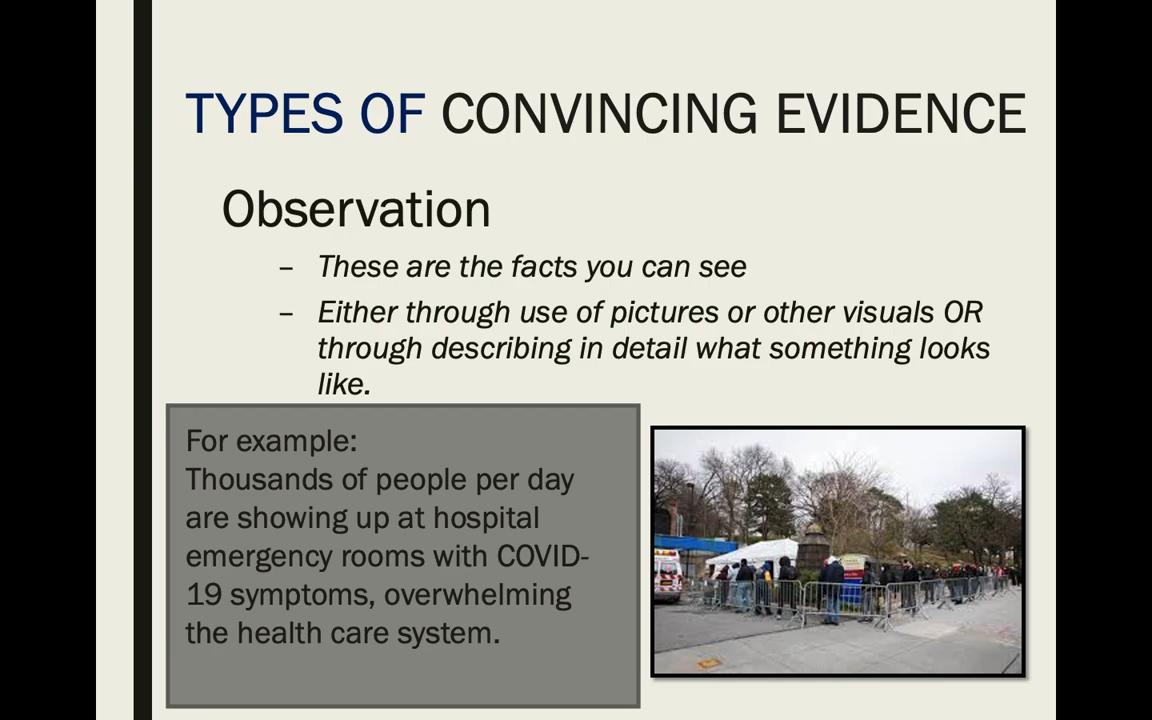 TYPES OF CONVINCING EVIDENCE
Observation
– These are the facts you can see
– Either through use of pictures or other visuals OR
through describing in detail what something looks
like.
For example:
Thousands of people per day
are showing up at hospital
emergency rooms with COVID-
19 symptoms, overwhelming
the health care system.